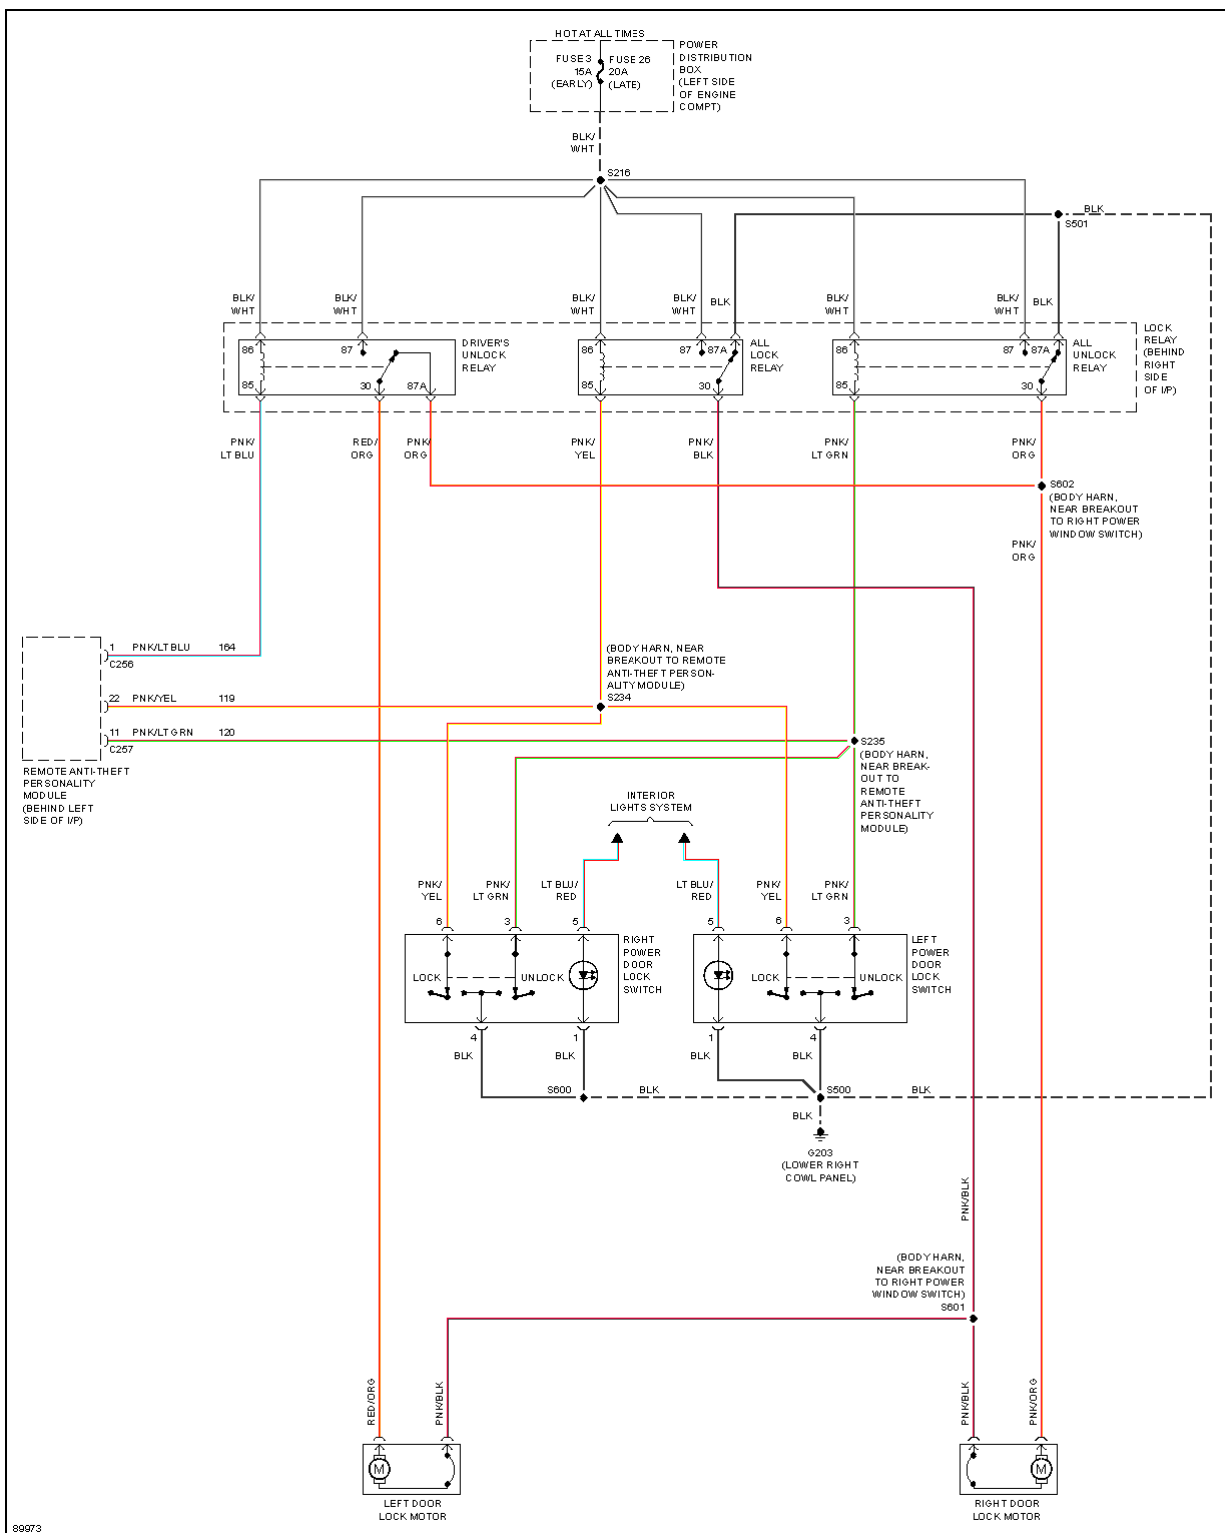 HOT AT ALL TIMES
FUSE 3
15A
(EARLY)
FUSE 26
20A
(LATE)
POWER
DISTRIBUTION
BOX
(LEFT SIDE
OF ENGINE
COMPT)
BLK/
WHT
S216
BLK
S501
BLK/
WHT
BLK/
WHT
BLK/
WHT
BLK/
WHT
BLK
BLK/
WHT
BLK/
WHT
BLK
86
87
85
30
87A
DRIVER'S
UNLOCK
RELAY
86
87
87A
85
30
ALL
LOCK
RELAY
86
87
87A
85
30
ALL
UNLOCK
RELAY
LOCK
RELAY
(BEHIND
RIGHT
SIDE
OF I/P)
PNK/
LT BLU
RED/
ORG
PNK/
ORG
PNK/
YEL
PNK/
BLK
PNK/
LT GRN
PNK/
ORG
S602
(BODY HARN,
NEAR BREAKOUT
TO RIGHT POWER
WINDOW SWITCH)
PNK/
ORG
1 PNK/LT BLU 164
C256
22 PNK/YEL 119
11 PNK/LT GRN 120
C257
REMOTE ANTI-THEFT
PERSONALITY
MODULE
(BEHIND LEFT
SIDE OF I/P)
(BODY HARN, NEAR
BREAKOUT TO REMOTE
ANTI-THEFT PERSON-
ALITY MODULE)
S234
S235
(BODY HARN,
NEAR BREAK-
OUT TO
REMOTE
ANTI-THEFT
PERSONALITY
MODULE)
INTERIOR
LIGHTS SYSTEM
PNK/
YEL
PNK/
LT GRN
LT BLU/
RED
LT BLU/
RED
PNK/
YEL
PNK/
LT GRN
6
3
5
5
6
3
LOCK
UNLOCK
RIGHT
POWER
DOOR
LOCK
SWITCH
LOCK
UNLOCK
LEFT
POWER
DOOR
LOCK
SWITCH
4
1
1
4
BLK
BLK
BLK
BLK
S600
BLK
S500
BLK
BLK
G203
(LOWER RIGHT
COWL PANEL)
PNK/BLK
(BODY HARN,
NEAR BREAKOUT
TO RIGHT POWER
WINDOW SWITCH)
S601
RED/ORG
PNK/BLK
PNK/BLK
PNK/ORG
M
M
LEFT DOOR
LOCK MOTOR
RIGHT DOOR
LOCK MOTOR
89973